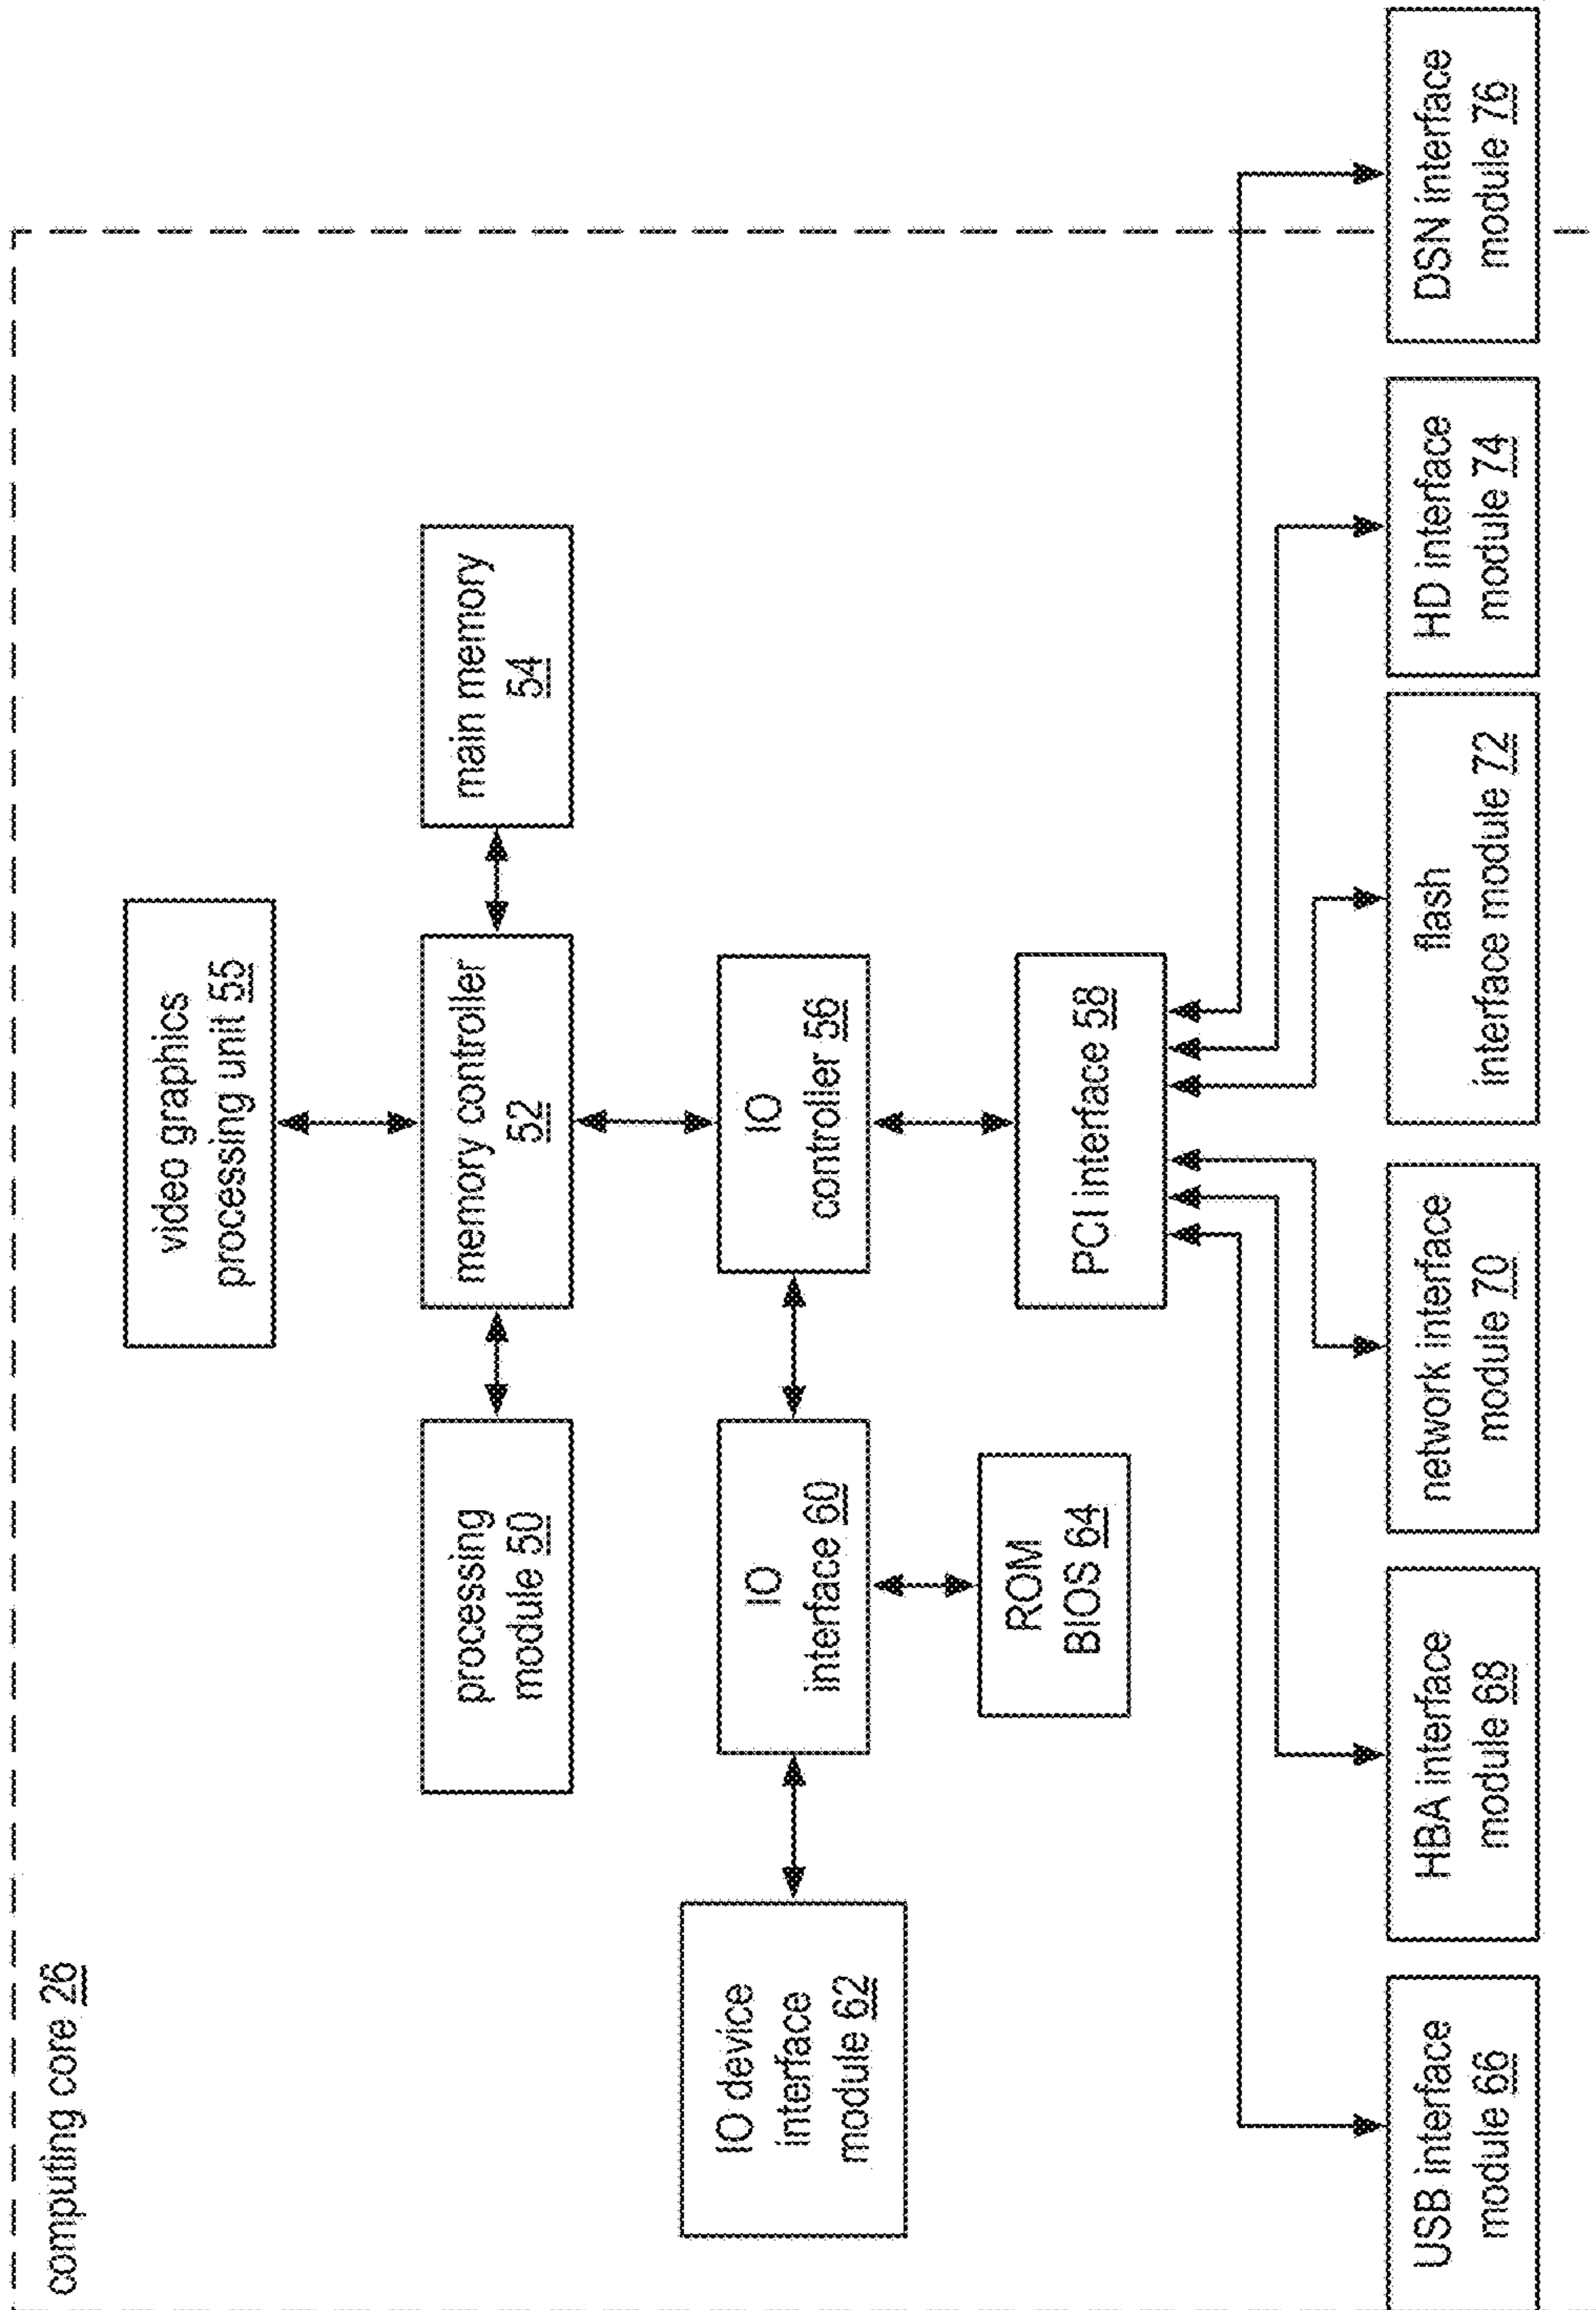 computing core 26
video graphics
processing unit 55
processing
module 50
memory controller
52
main memory
54
IO device
interface
module 62
IO
interface 60
IO
controller 56
ROM
BIOS 64
PCI interface 58
USB interface
module 66
HBA interface
module 68
network interface
module 70
flash
interface module 72
HD interface
module 74
DSN interface
module 76